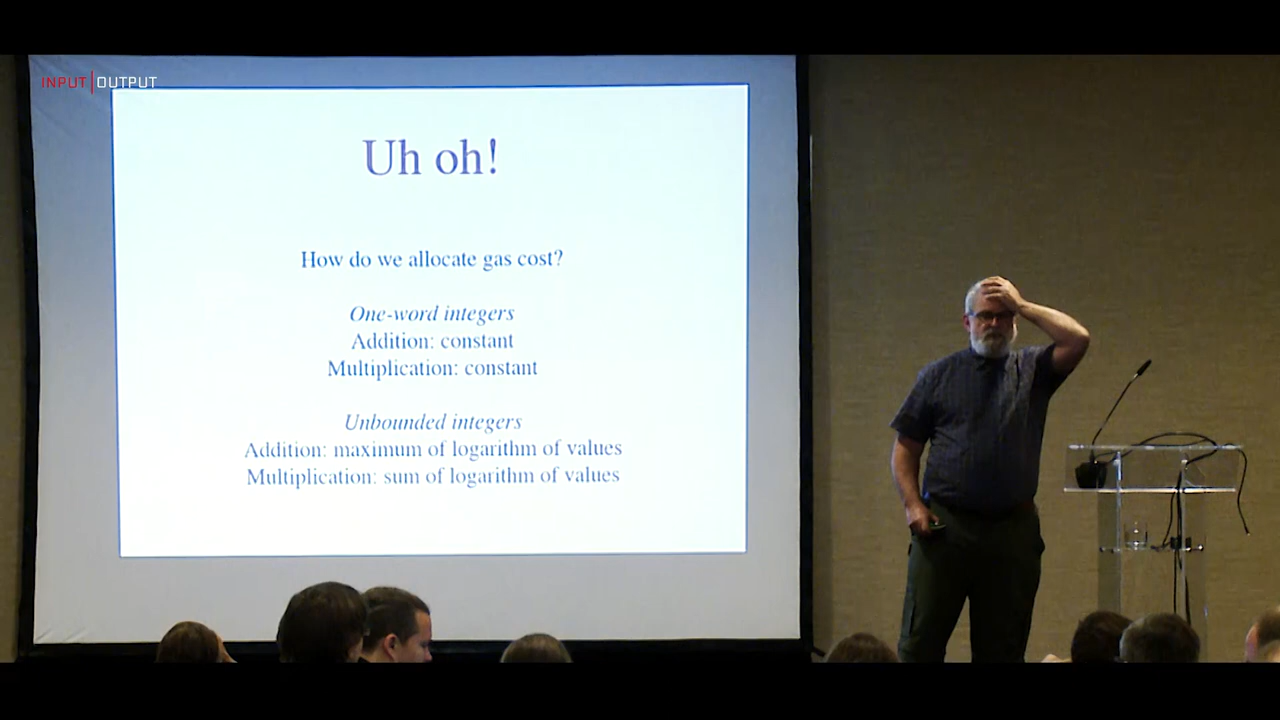 INPUT|OUTPUT
Uh oh!
How do we allocate gas cost?
One-word integers
Addition: constant
Multiplication: constant
Unbounded integers
Addition: maximum of logarithm of values
Multiplication: sum of logarithm of values